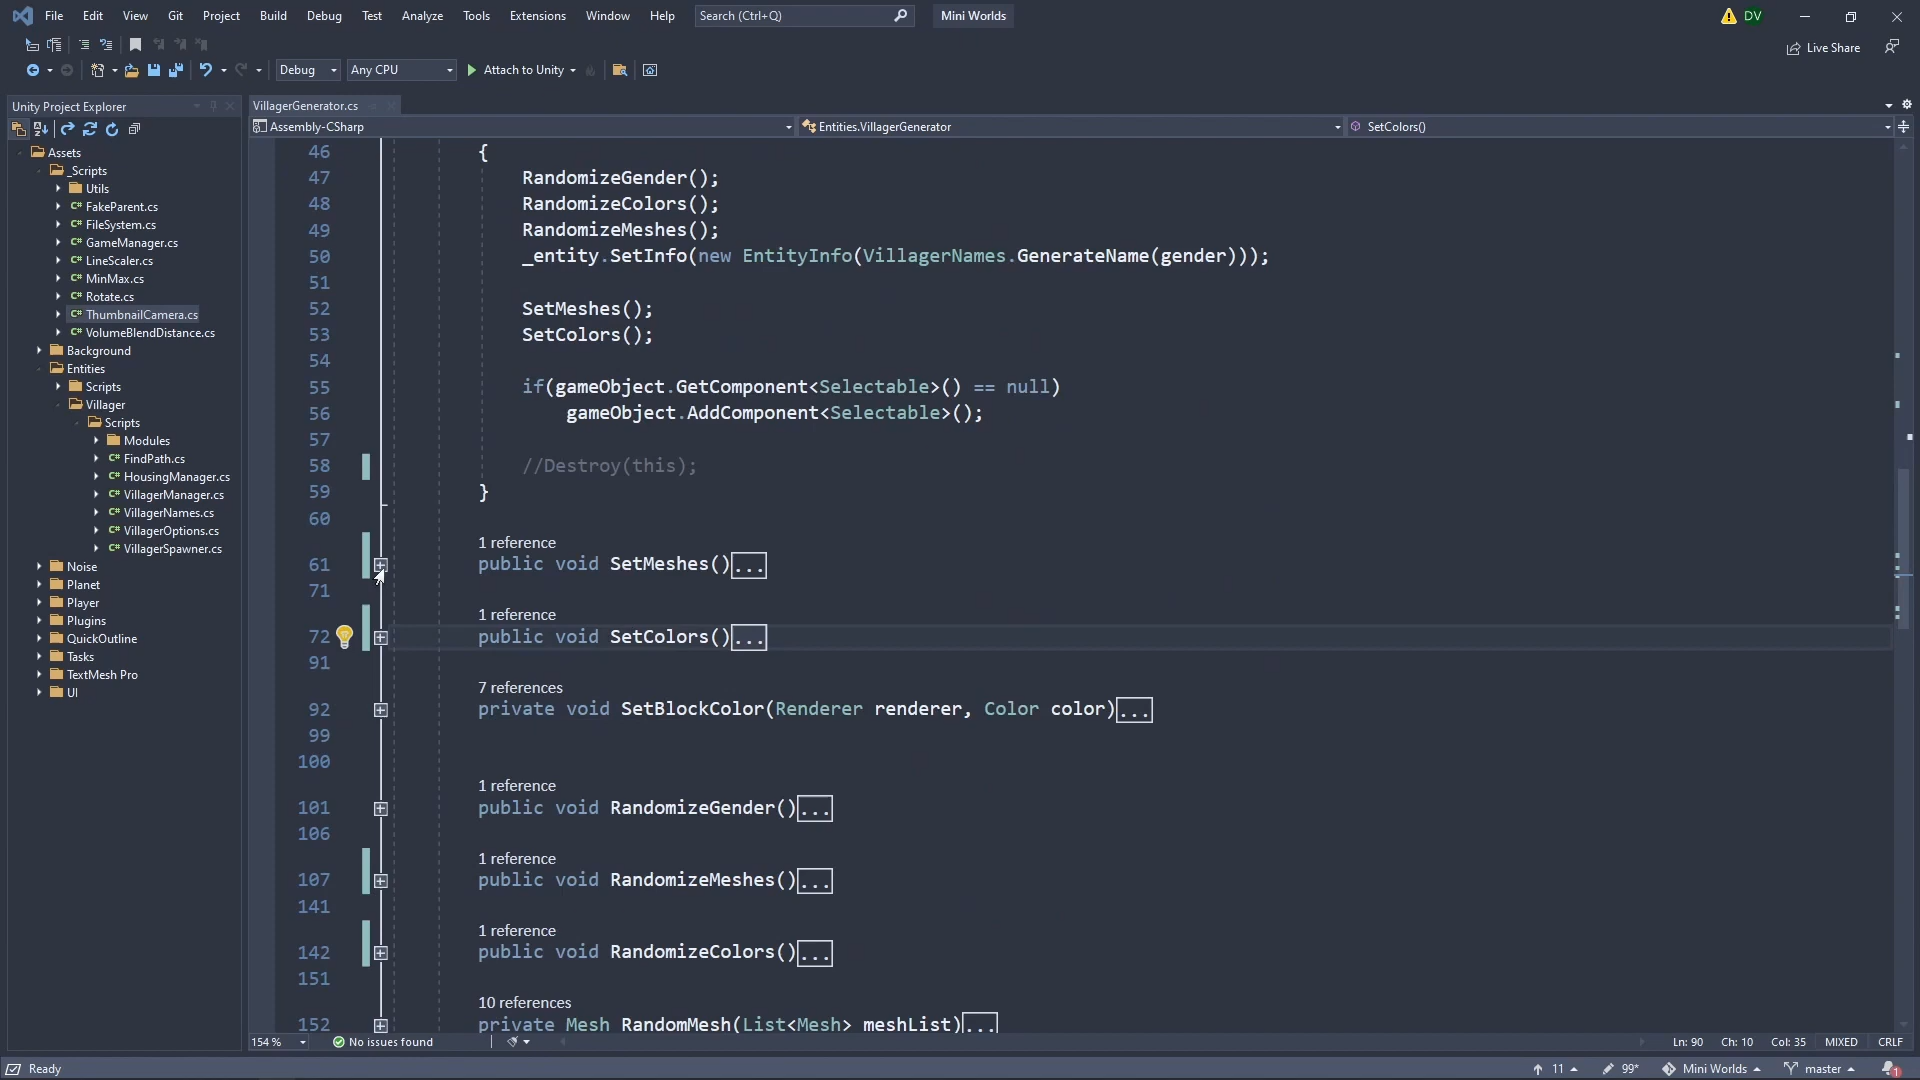 File Edit View Git Project Build Debug Test Analyze Tools Extensions Window Help Search (Ctrl+Q) Mini Worlds DV
Live Share
Debug Any CPU Attach to Unity
Unity Project Explorer
VillagerGenerator.cs
Assembly-CSharp Entities.VillagerGenerator SetColors()
Assets
_Scripts
Utils
FakeParent.cs
FileSystem.cs
GameManager.cs
LineScaler.cs
MinMax.cs
Rotate.cs
ThumbnailCamera.cs
VolumeBlendDistance.cs
Background
Entities
Scripts
Villager
Scripts
Modules
FindPath.cs
HousingManager.cs
VillagerManager.cs
VillagerNames.cs
VillagerOptions.cs
VillagerSpawner.cs
Noise
Planet
Player
Plugins
QuickOutline
Tasks
TextMesh Pro
UI
46 {
47 RandomizeGender();
48 RandomizeColors();
49 RandomizeMeshes();
50 _entity.SetInfo(new EntityInfo(VillagerNames.GenerateName(gender)));
51
52 SetMeshes();
53 SetColors();
54
55 if(gameObject.GetComponent<Selectable>() == null)
56 gameObject.AddComponent<Selectable>();
57
58 //Destroy(this);
59 }
60
1 reference
61 public void SetMeshes()...
71
1 reference
72 public void SetColors()...
91
7 references
92 private void SetBlockColor(Renderer renderer, Color color)...
99
100
1 reference
101 public void RandomizeGender()...
106
1 reference
107 public void RandomizeMeshes()...
141
1 reference
142 public void RandomizeColors()...
151
10 references
152 private Mesh RandomMesh(List<Mesh> meshList)...
154 % No issues found Ln: 90 Ch: 10 Col: 35 MIXED CRLF
Ready 11 99* Mini Worlds master 1